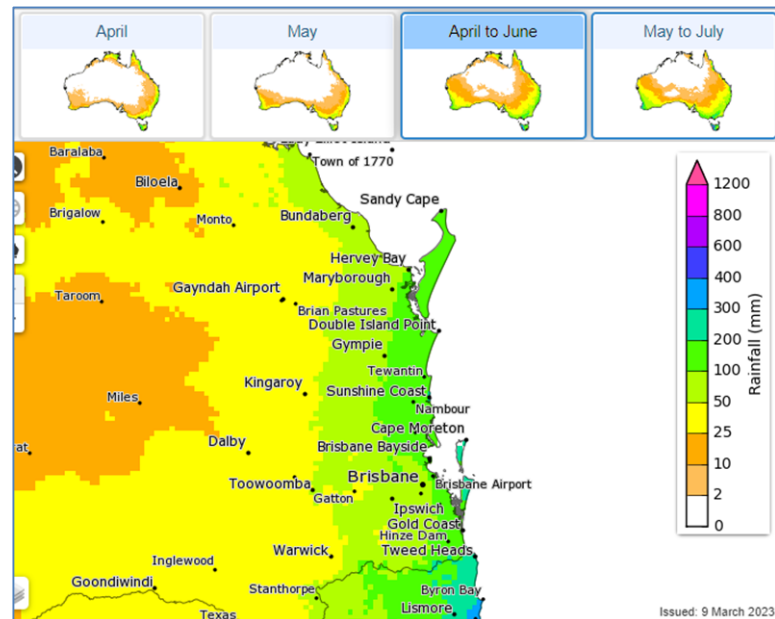 April
May
April to June
May to July
Baralaba
Town of 1770
Biloela
Sandy Cape
Brigalow
Monto
Bundaberg
Hervey Bay
Maryborough
Gayndah Airport
Taroom
Brian Pastures
Double Island Point
Gympie
Tewantin
Kingaroy
Sunshine Coast
Miles
Nambour
Cape Moreton
Dalby
Brisbane Bayside
Brisbane
Toowoomba
Brisbane Airport
Gatton
Ipswich
Gold Coast
Hinze Dam
Warwick
Tweed Heads
Inglewood
Goondiwindi
Stanthorpe
Byron Bay
Lismore
Texas
1200
800
600
400
300
200
100
50
25
10
2
0
Rainfall (mm)
Issued: 9 March 2023